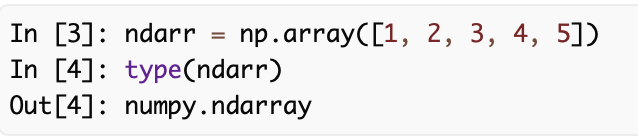 In [3]: ndarr = np.array([1, 2, 3, 4, 5])
In [4]: type(ndarr)
Out[4]: numpy.ndarray